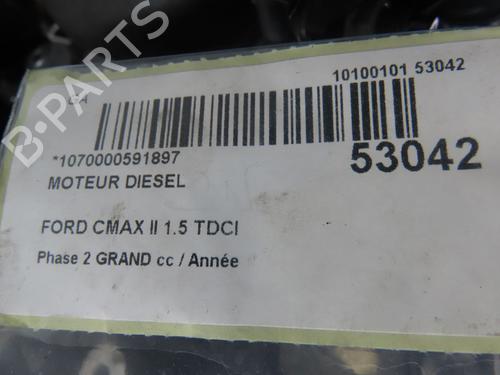 10100101 53042
*1070000591897
53042
MOTEUR DIESEL
FORD CMAX II 1.5 TDCI
Phase 2 GRAND cc / Année
B-PARTS